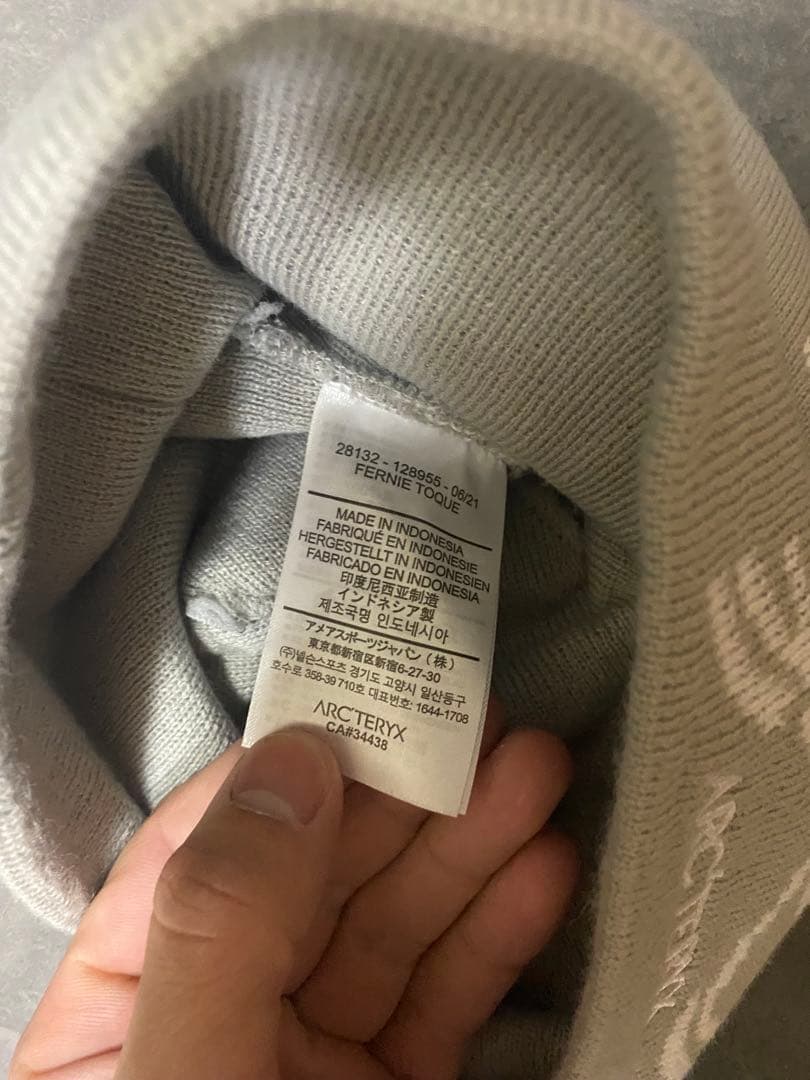 28132 - 128955 - 06/21
FERNIE TOQUE
MADE IN INDONESIA
FABRIQUÉ EN INDONESIE
HERGESTELLT IN INDONESIEN
FABRICADO EN INDONESIA
印度尼西亚制造
インドネシア製
제조국명 인도네시아
アメアスポーツジャパン (株)
東京都新宿区新宿6-27-30
(주)넬슨스포츠 경기도 고양시 일산동구
호수로 358-39 710호 대표번호: 1644-1708
ARC'TERYX
CA#34438
ARC'TERYX